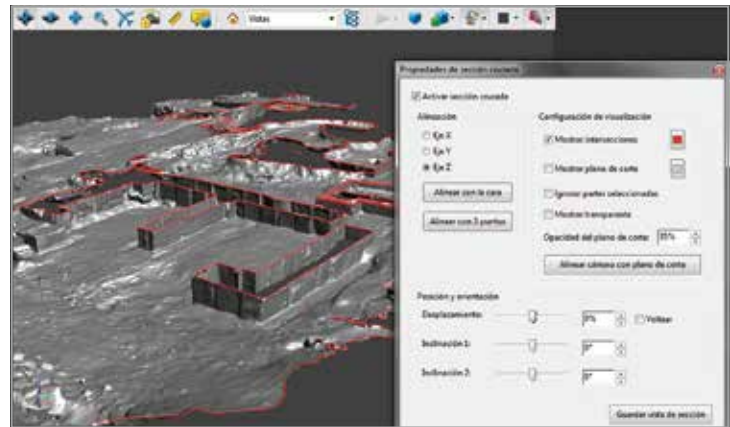 Vistas
Propiedades de sección cruzada
Activar sección cruzada
Alineación
Eje X
Eje Y
Eje Z
Alinear con la cara
Alinear con 3 puntos
Configuración de visualización
Mostrar intersecciones
Mostrar plano de corte
Ignorar partes seleccionadas
Mostrar transparente
Opacidad del plano de corte: 85%
Alinear cámara con plano de corte
Posición y orientación
Desplazamiento: 0% Voltear
Inclinación 1: 0°
Inclinación 2: 0°
Guardar vista de sección